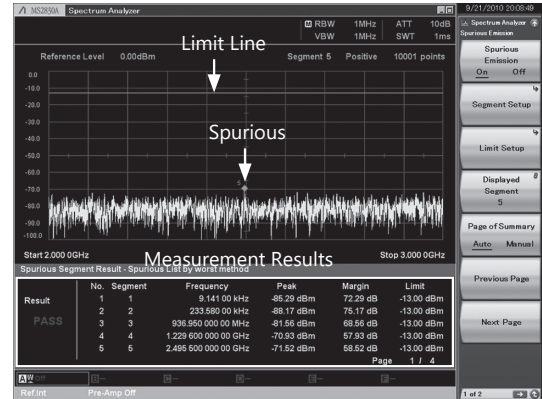 MS2830A Spectrum Analyzer 9/21/2010 20:08:49
M RBW 1MHz ATT 10dB
VBW 1MHz SWT 1ms
Spectrum Analyzer
Spurious Emission
Limit Line
Reference Level 0.00dBm Segment 5 Positive 10001 points
0.0
-10.0
-20.0
-30.0
-40.0
-50.0
-60.0
-70.0
-80.0
-90.0
-100.0
Spurious
5
Start 2.000 0GHz Stop 3.000 0GHz
Measurement Results
Spurious Segment Result - Spurious List by worst method
No. Segment Frequency Peak Margin Limit
Result 1 1 9.141 00 kHz -85.29 dBm 72.29 dB -13.00 dBm
PASS 2 2 233.580 00 kHz -88.17 dBm 75.17 dB -13.00 dBm
3 3 936.950 000 00 MHz -81.56 dBm 68.56 dB -13.00 dBm
4 4 1.229 600 000 00 GHz -70.93 dBm 57.93 dB -13.00 dBm
5 5 2.495 500 000 00 GHz -71.52 dBm 58.52 dB -13.00 dBm
Page 1 / 4
Ref.Int Pre-Amp Off
Spurious
Emission
On Off
Segment Setup
Limit Setup
Displayed
Segment
5
Page of Summary
Auto Manual
Previous Page
Next Page
1 of 2